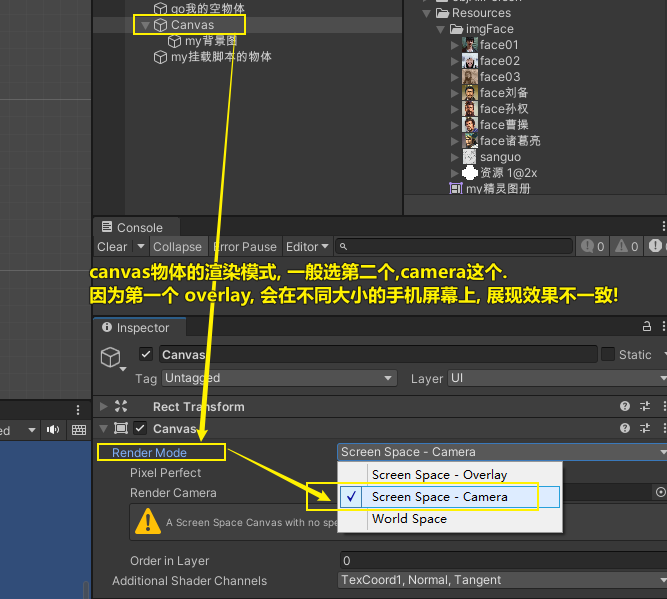 go我的空物体
Canvas
my背景图
my挂载脚本的物体
Resources
imgFace
face01
face02
face03
face刘备
face孙权
face曹操
face诸葛亮
sanguo
资源 1@2x
my精灵图册
Console
Clear
Collapse
Error Pause
Editor
0
0
canvas物体的渲染模式, 一般选第二个,camera这个.
因为第一个 overlay, 会在不同大小的手机屏幕上, 展现效果不一致!
Inspector
Canvas
Static
Tag
Untagged
Layer
UI
Rect Transform
Canvas
ed
Render Mode
Screen Space - Camera
Pixel Perfect
Screen Space - Overlay
Render Camera
Screen Space - Camera
World Space
A Screen Space Canvas with no spe
Order in Layer
0
Additional Shader Channels
TexCoord1, Normal, Tangent